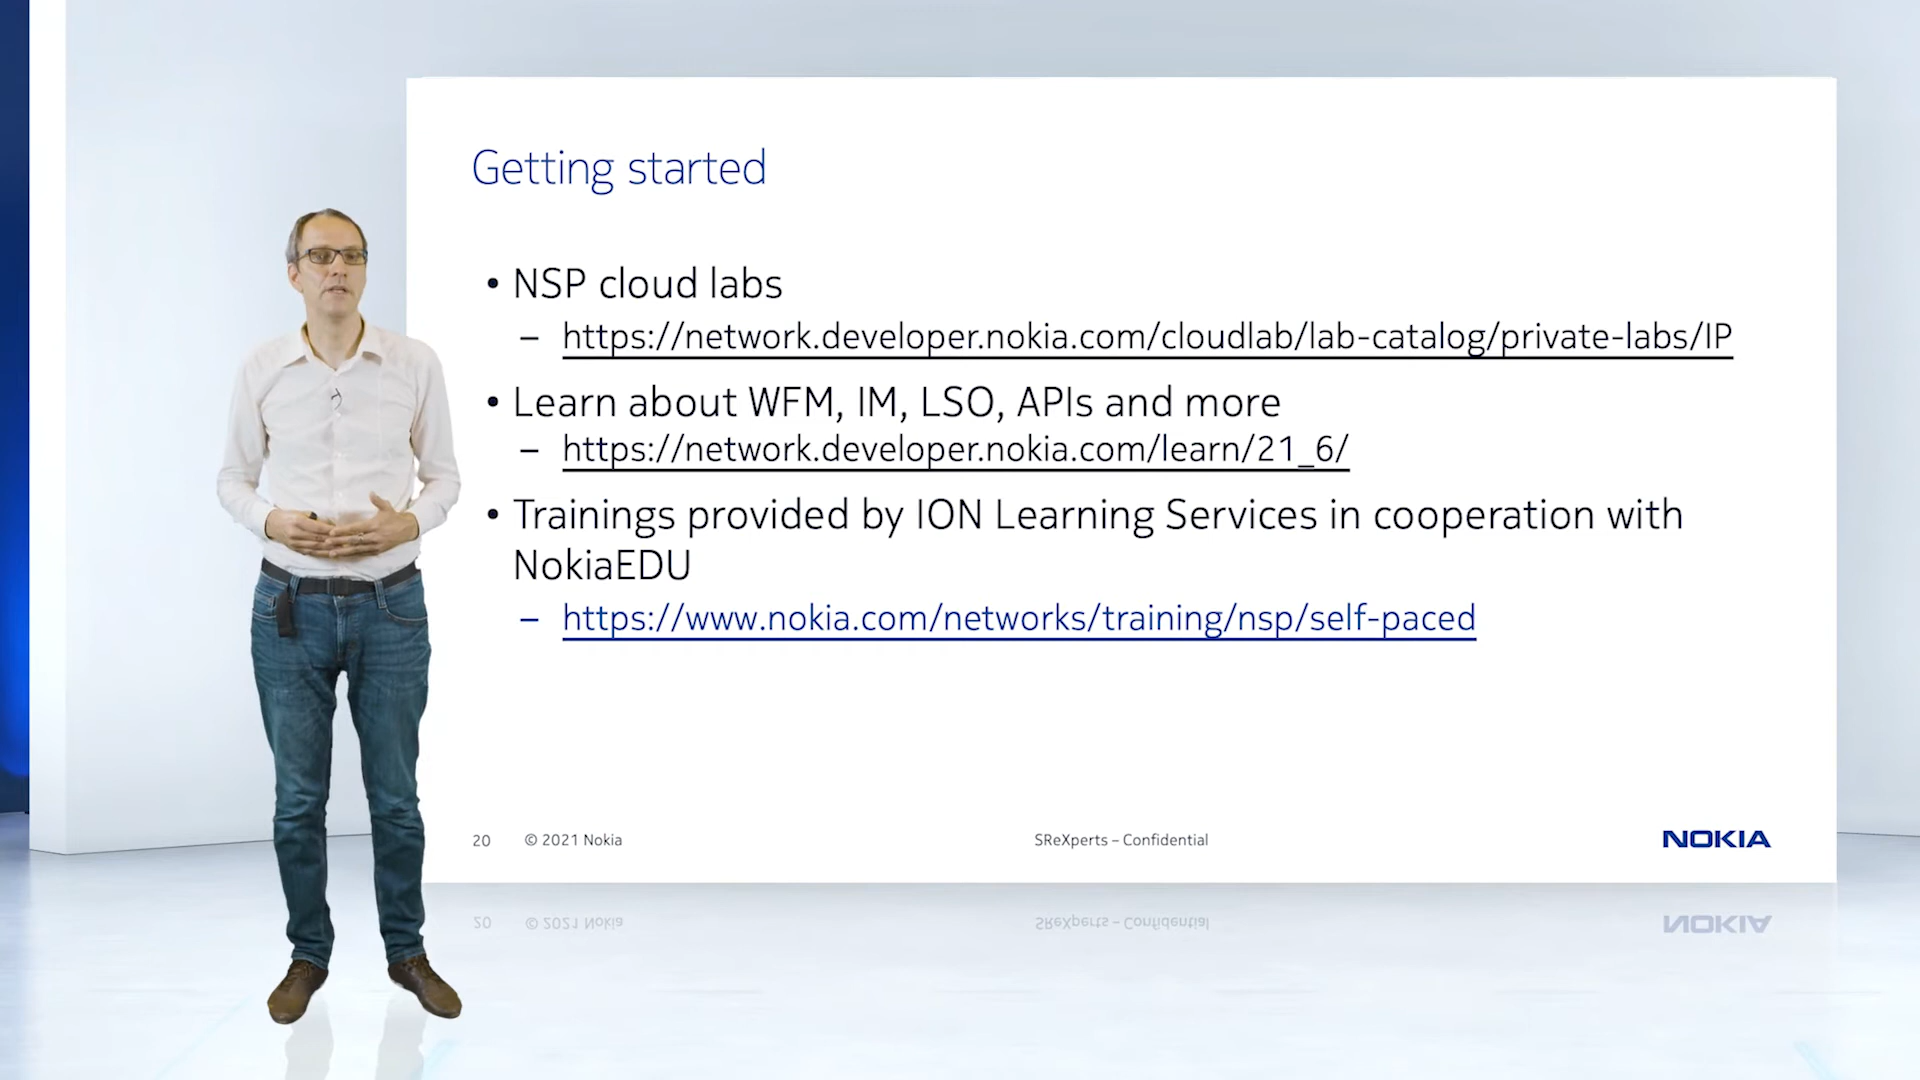 Getting started
• NSP cloud labs
– https://network.developer.nokia.com/cloudlab/lab-catalog/private-labs/IP
• Learn about WFM, IM, LSO, APIs and more
– https://network.developer.nokia.com/learn/21_6/
• Trainings provided by ION Learning Services in cooperation with
NokiaEDU
– https://www.nokia.com/networks/training/nsp/self-paced
20 © 2021 Nokia SReXperts – Confidential NOKIA